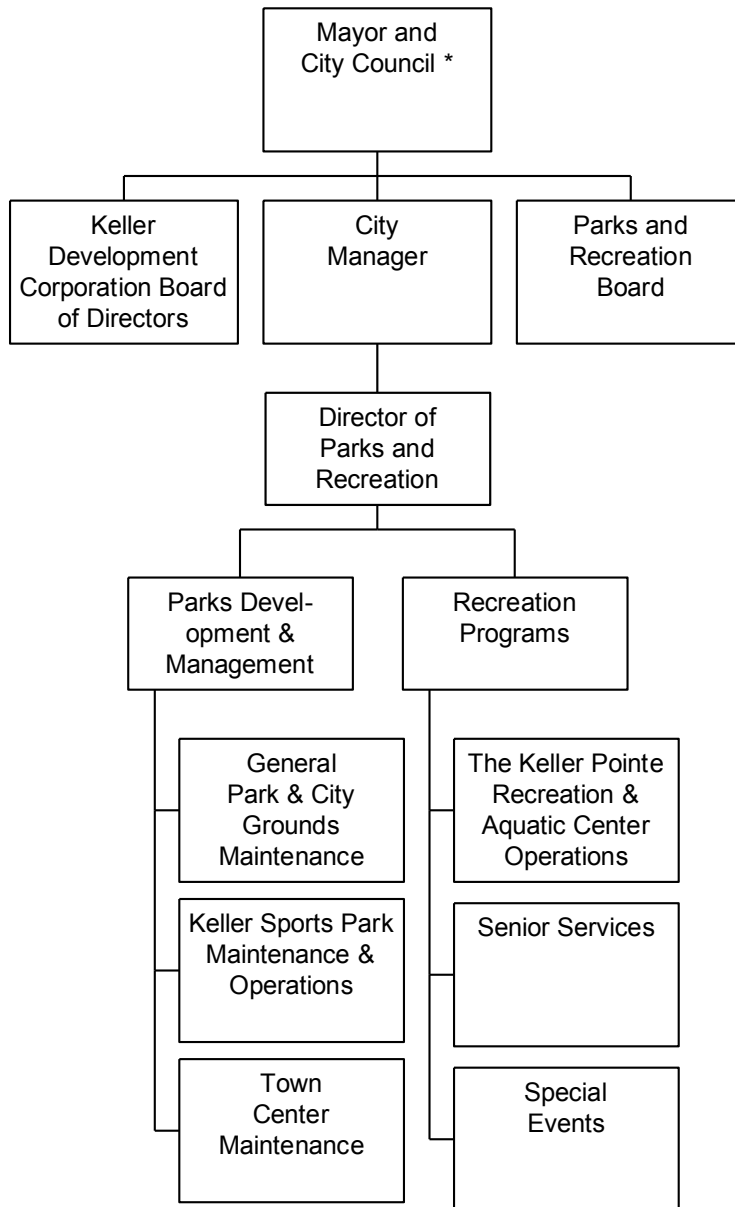 Mayor and
City Council *
Keller
Development
Corporation Board
of Directors
City
Manager
Parks and
Recreation
Board
Director of
Parks and
Recreation
Parks Devel-
opment &
Management
Recreation
Programs
General
Park & City
Grounds
Maintenance
The Keller Pointe
Recreation &
Aquatic Center
Operations
Keller Sports Park
Maintenance &
Operations
Senior Services
Town
Center
Maintenance
Special
Events